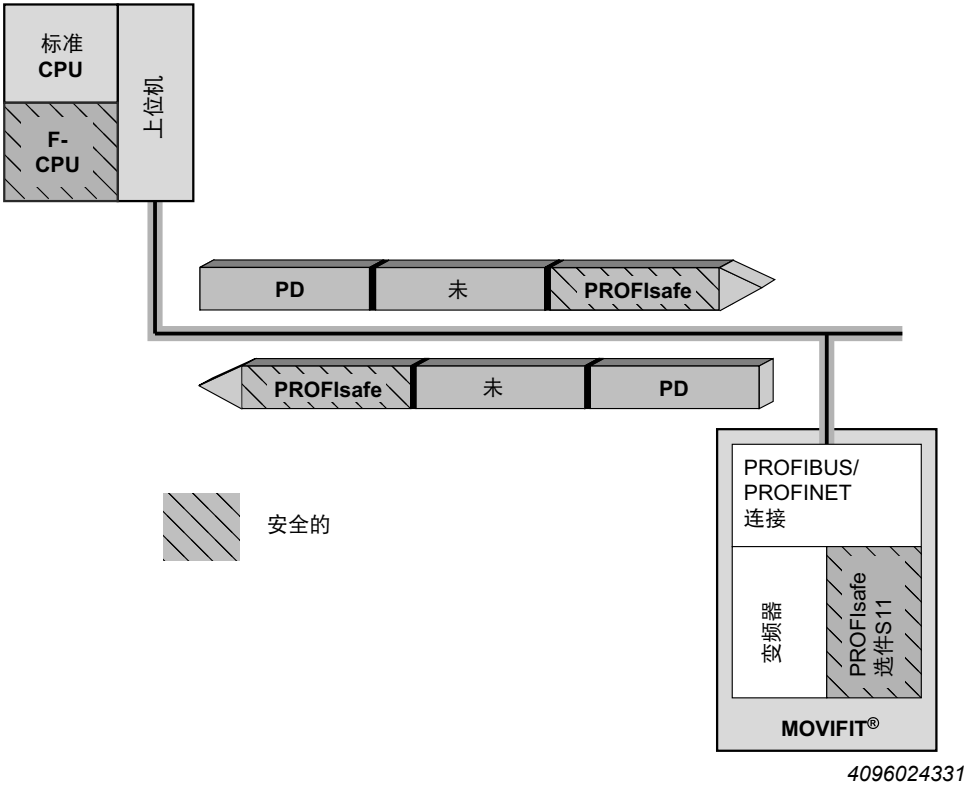 标准
CPU
上位机
F-
CPU
PD
未
PROFIsafe
PROFIsafe
未
PD
安全的
PROFIBUS/
PROFINET
连接
变频器
PROFIsafe
选件S11
MOVIFIT®
4096024331